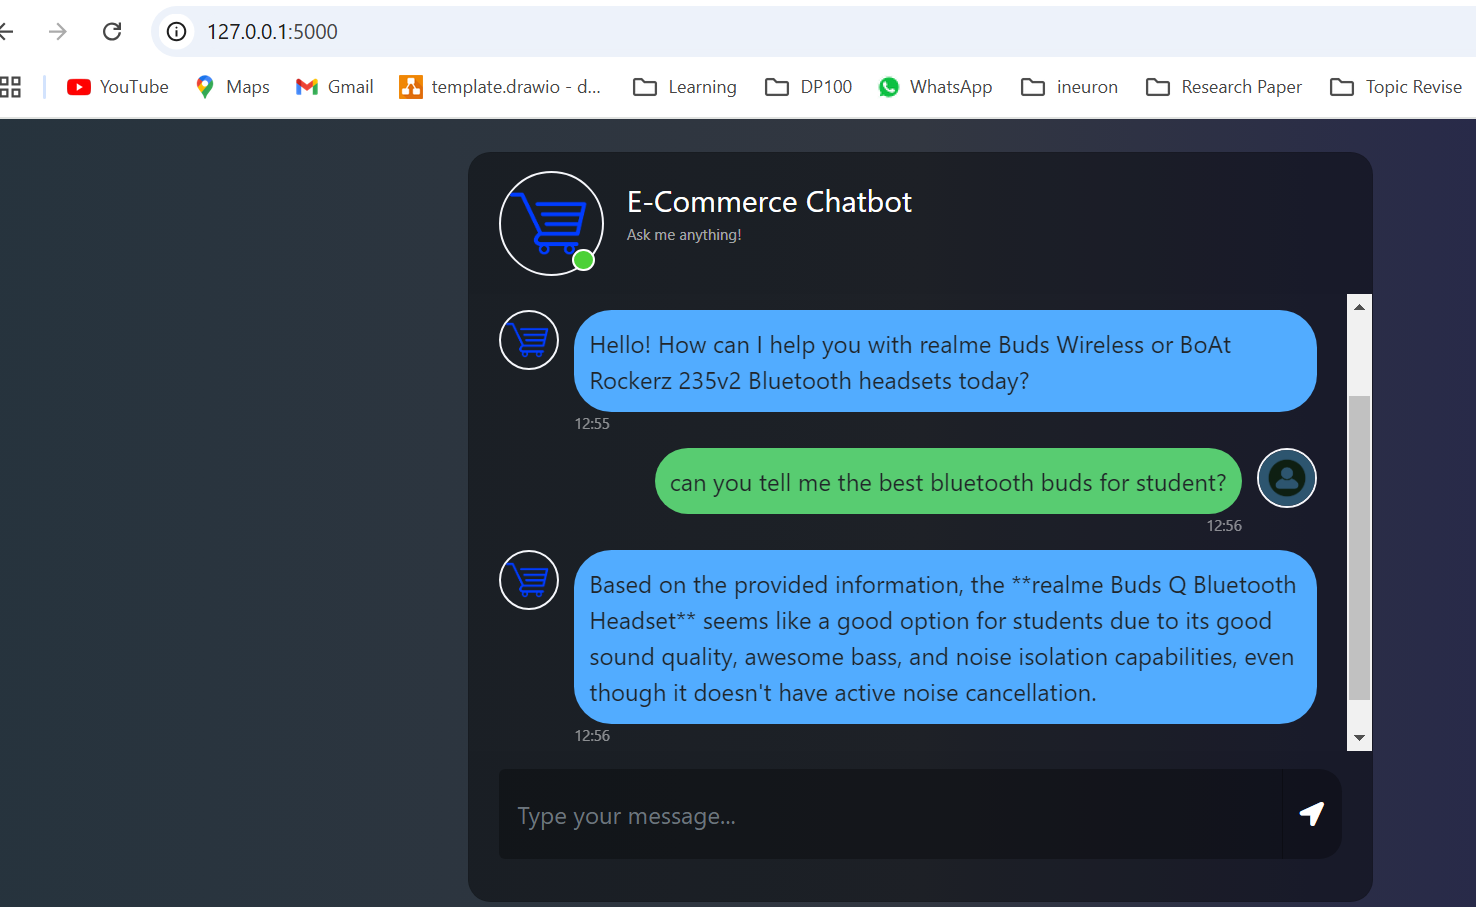 127.0.0.1:5000
YouTube Maps Gmail template.drawio - d... Learning DP100 WhatsApp ineuron Research Paper Topic Revise
E-Commerce Chatbot
Ask me anything!
Hello! How can I help you with realme Buds Wireless or BoAt
Rockerz 235v2 Bluetooth headsets today?
12:55
can you tell me the best bluetooth buds for student?
12:56
Based on the provided information, the **realme Buds Q Bluetooth
Headset** seems like a good option for students due to its good
sound quality, awesome bass, and noise isolation capabilities, even
though it doesn't have active noise cancellation.
12:56
Type your message...